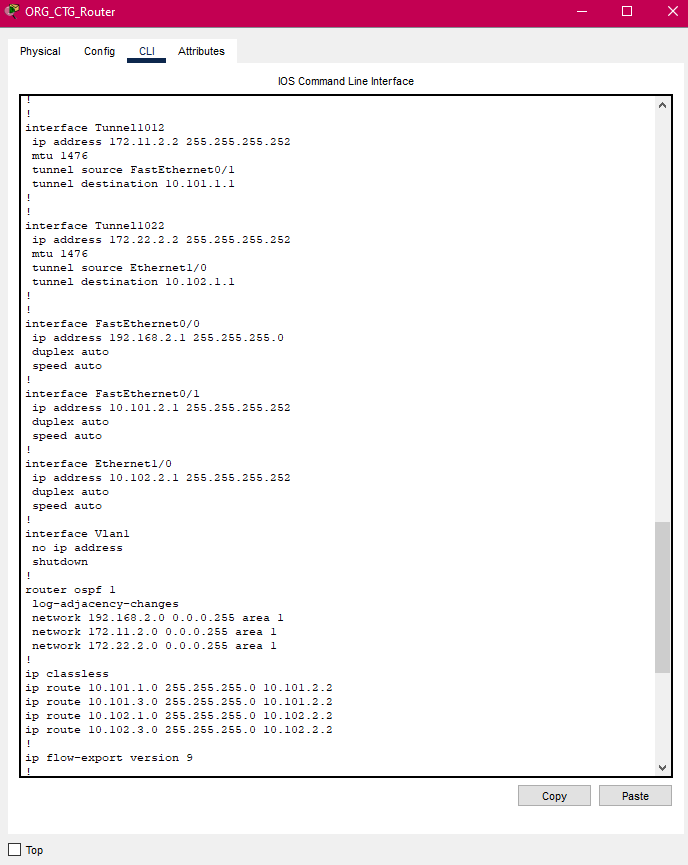 ORG_CTG_Router
Physical Config CLI Attributes
IOS Command Line Interface
!
!
interface Tunnel1012
ip address 172.11.2.2 255.255.255.252
mtu 1476
tunnel source FastEthernet0/1
tunnel destination 10.101.1.1
!
!
interface Tunnel1022
ip address 172.22.2.2 255.255.255.252
mtu 1476
tunnel source Ethernet1/0
tunnel destination 10.102.1.1
!
!
interface FastEthernet0/0
ip address 192.168.2.1 255.255.255.0
duplex auto
speed auto
!
interface FastEthernet0/1
ip address 10.101.2.1 255.255.255.252
duplex auto
speed auto
!
interface Ethernet1/0
ip address 10.102.2.1 255.255.255.252
duplex auto
speed auto
!
interface Vlan1
no ip address
shutdown
!
router ospf 1
log-adjacency-changes
network 192.168.2.0 0.0.0.255 area 1
network 172.11.2.0 0.0.0.255 area 1
network 172.22.2.0 0.0.0.255 area 1
!
ip classless
ip route 10.101.1.0 255.255.255.0 10.101.2.2
ip route 10.101.3.0 255.255.255.0 10.101.2.2
ip route 10.102.1.0 255.255.255.0 10.102.2.2
ip route 10.102.3.0 255.255.255.0 10.102.2.2
!
ip flow-export version 9
!
Copy Paste
Top